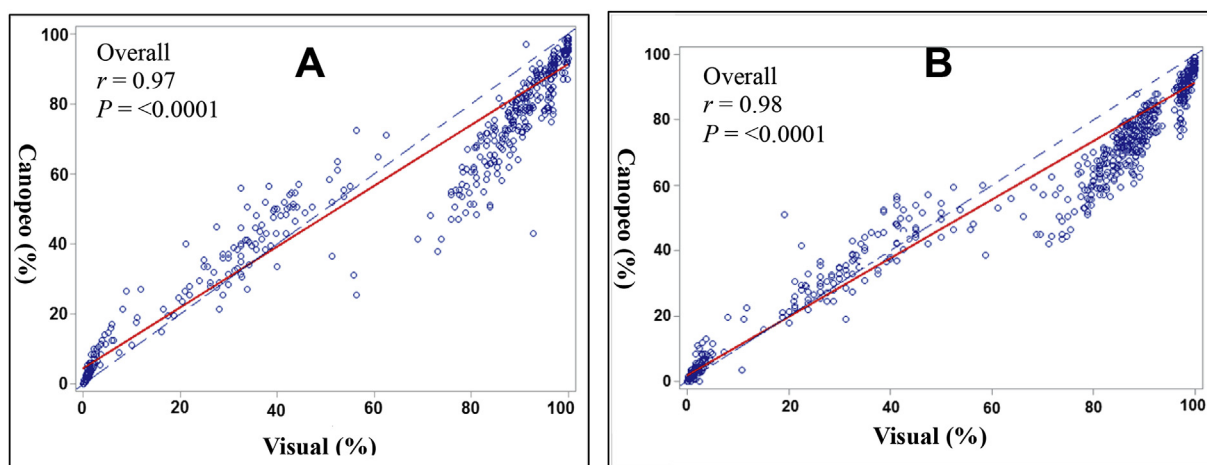 A
Overall
r = 0.97
P = <0.0001
Canopeo (%)
100
80
60
40
20
0
0 20 40 60 80 100
Visual (%)
B
Overall
r = 0.98
P = <0.0001
Canopeo (%)
100
80
60
40
20
0
0 20 40 60 80 100
Visual (%)